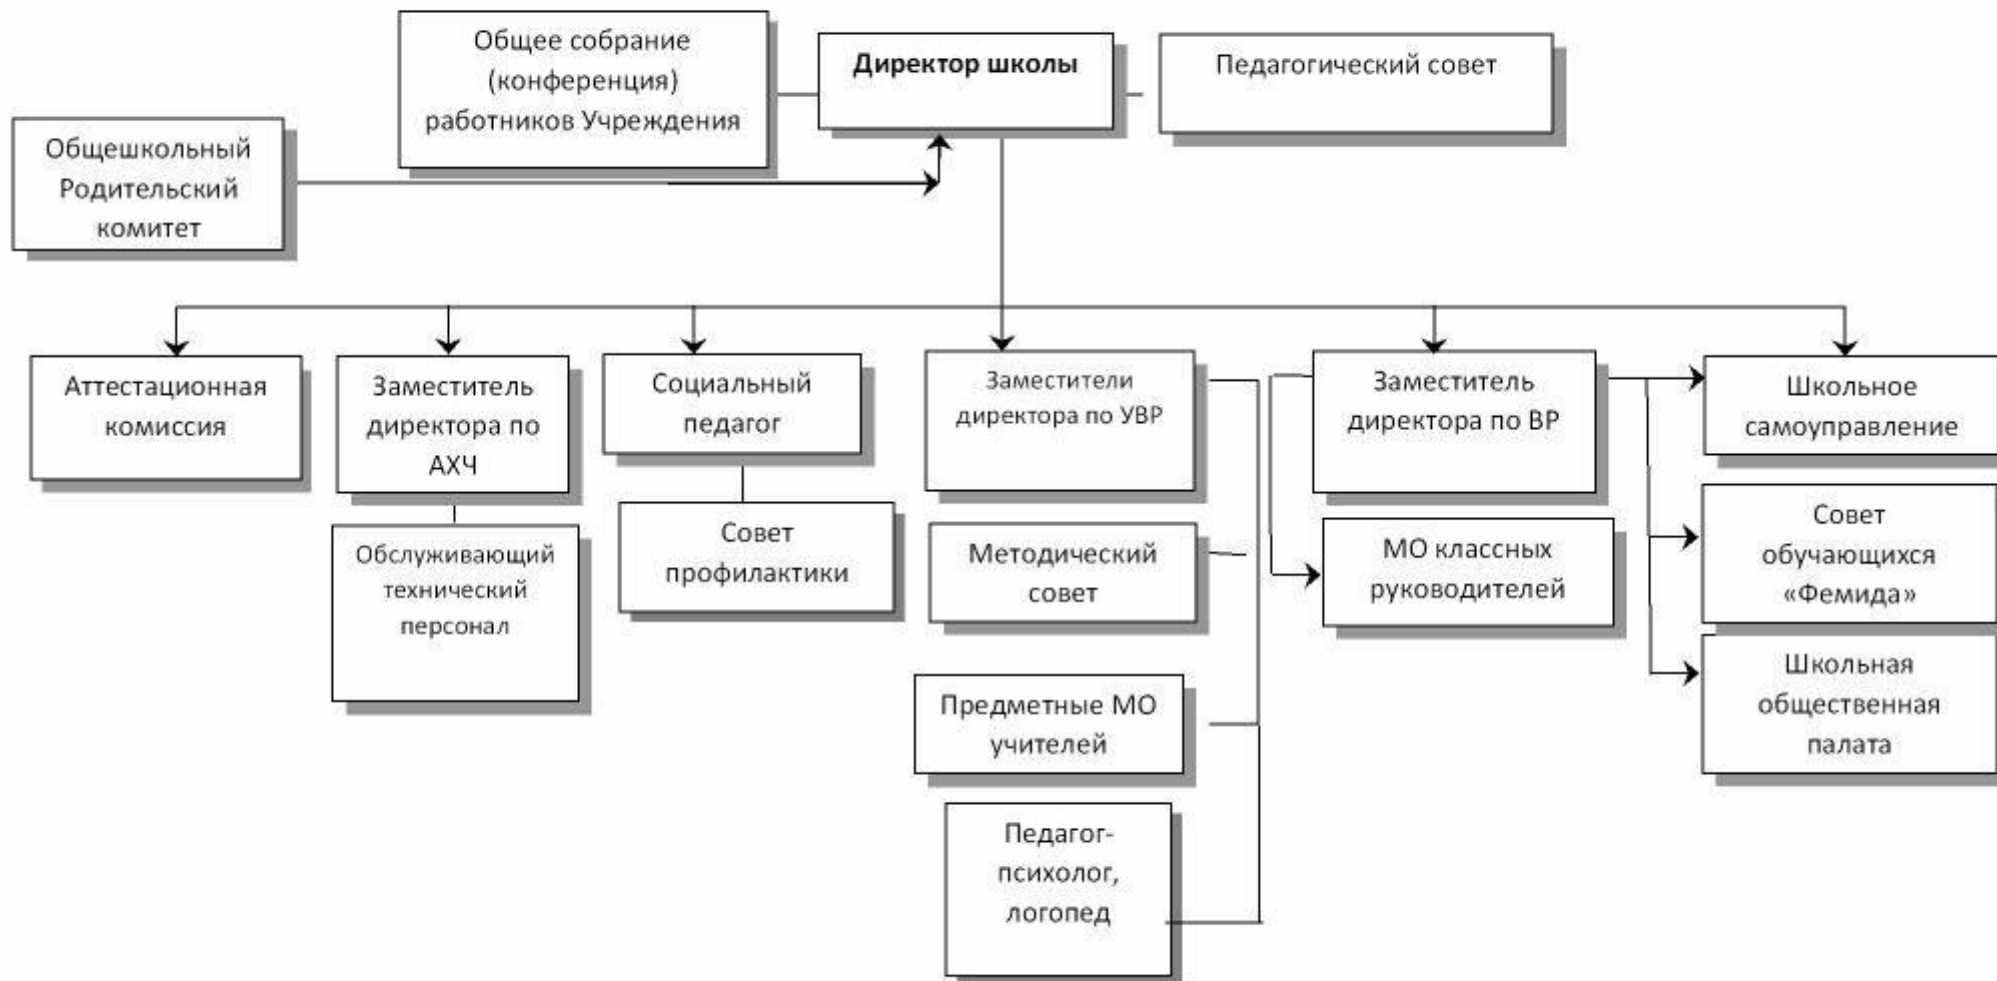 Общее собрание
(конференция)
работников Учреждения
Директор школы
Педагогический совет
Общешкольный
Родительский
комитет
Аттестационная
комиссия
Заместитель
директора по
АХЧ
Социальный
педагог
Заместители
директора по УВР
Заместитель
директора по ВР
Школьное
самоуправление
Обслуживающий
технический
персонал
Совет
профилактики
Методический
совет
МО классных
руководителей
Совет
обучающихся
«Фемида»
Предметные МО
учителей
Школьная
общественная
палата
Педагог-
психолог,
логопед